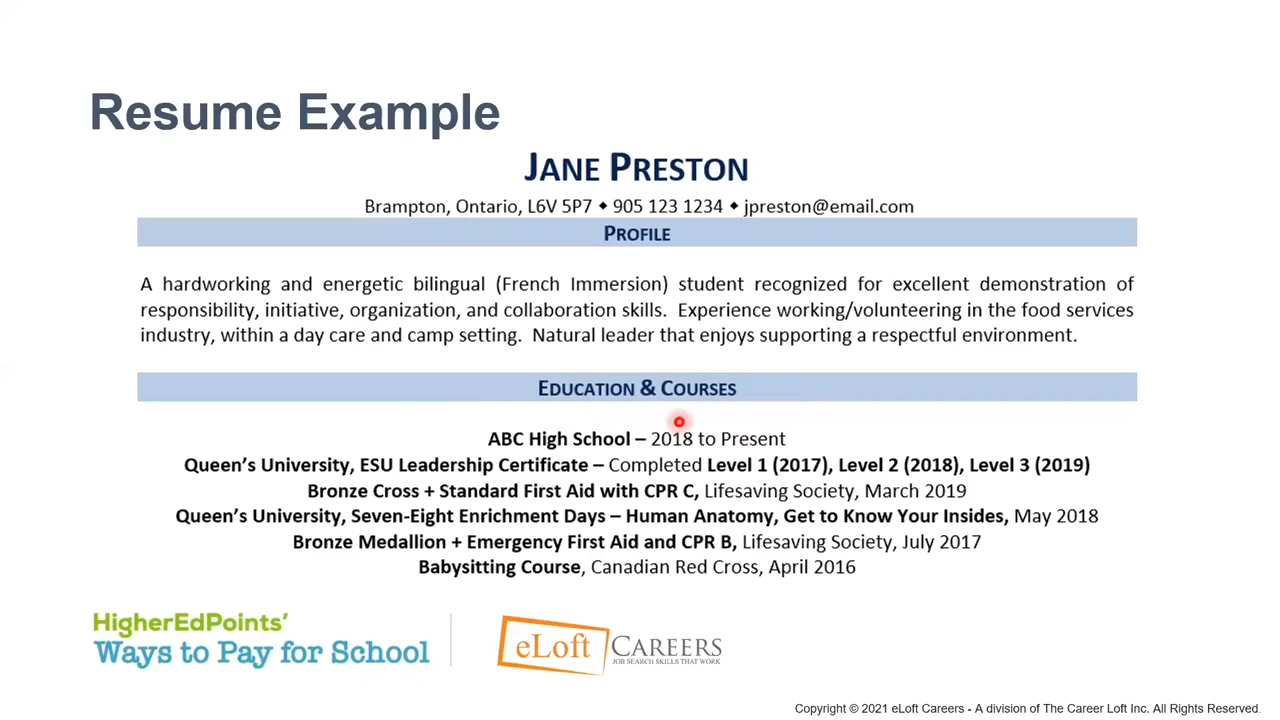 Resume Example
JANE PRESTON
Brampton, Ontario, L6V 5P7 ◆ 905 123 1234 ◆ jpreston@email.com
PROFILE
A hardworking and energetic bilingual (French Immersion) student recognized for excellent demonstration of
responsibility, initiative, organization, and collaboration skills. Experience working/volunteering in the food services
industry, within a day care and camp setting. Natural leader that enjoys supporting a respectful environment.
EDUCATION & COURSES
ABC High School – 2018 to Present
Queen's University, ESU Leadership Certificate – Completed Level 1 (2017), Level 2 (2018), Level 3 (2019)
Bronze Cross + Standard First Aid with CPR C, Lifesaving Society, March 2019
Queen's University, Seven-Eight Enrichment Days – Human Anatomy, Get to Know Your Insides, May 2018
Bronze Medallion + Emergency First Aid and CPR B, Lifesaving Society, July 2017
Babysitting Course, Canadian Red Cross, April 2016
HigherEdPoints'
Ways to Pay for School
eLoft CAREERS
JOB SEARCH SKILLS THAT WORK
Copyright © 2021 eLoft Careers - A division of The Career Loft Inc. All Rights Reserved.